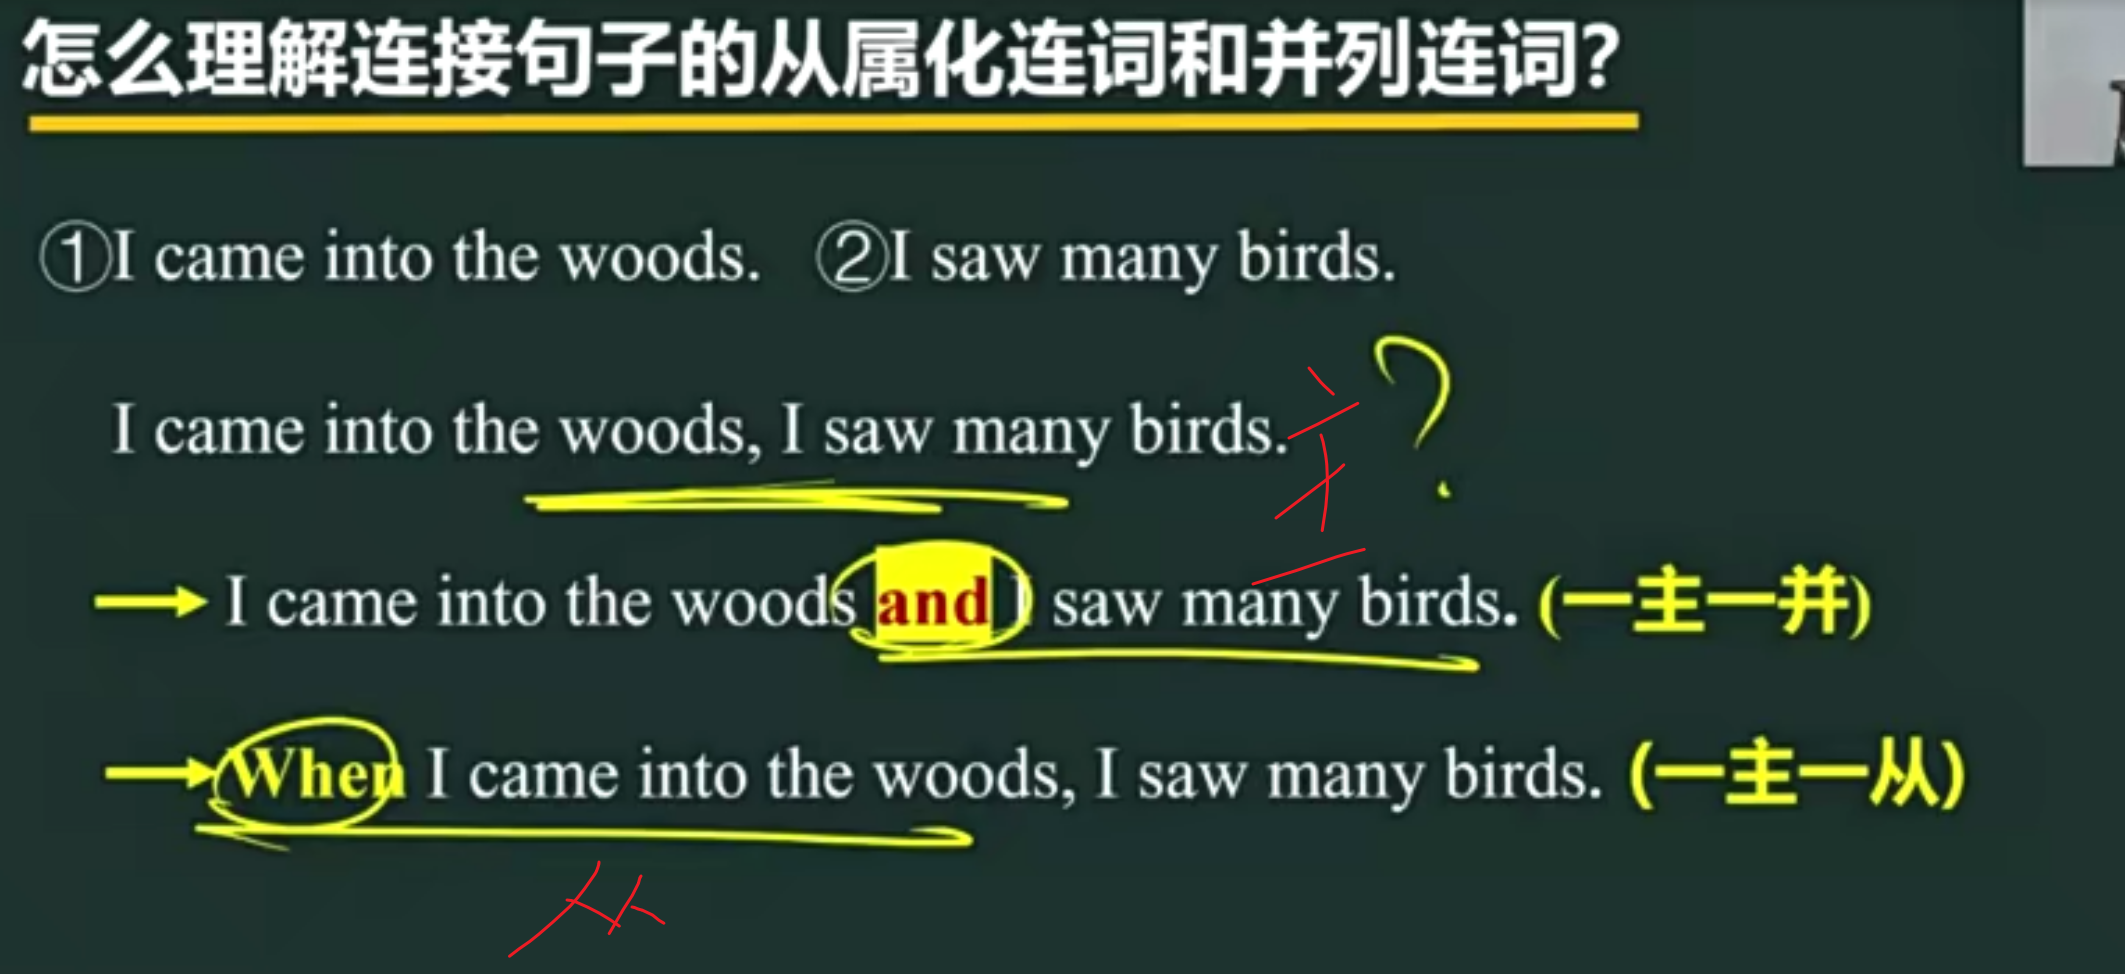 怎么理解连接句子的从属化连词和并列连词?
①I came into the woods. ②I saw many birds.
I came into the woods, I saw many birds. 主 ?
→ I came into the woods and I saw many birds. (一主一并)
→ When I came into the woods, I saw many birds. (一主一从)
从